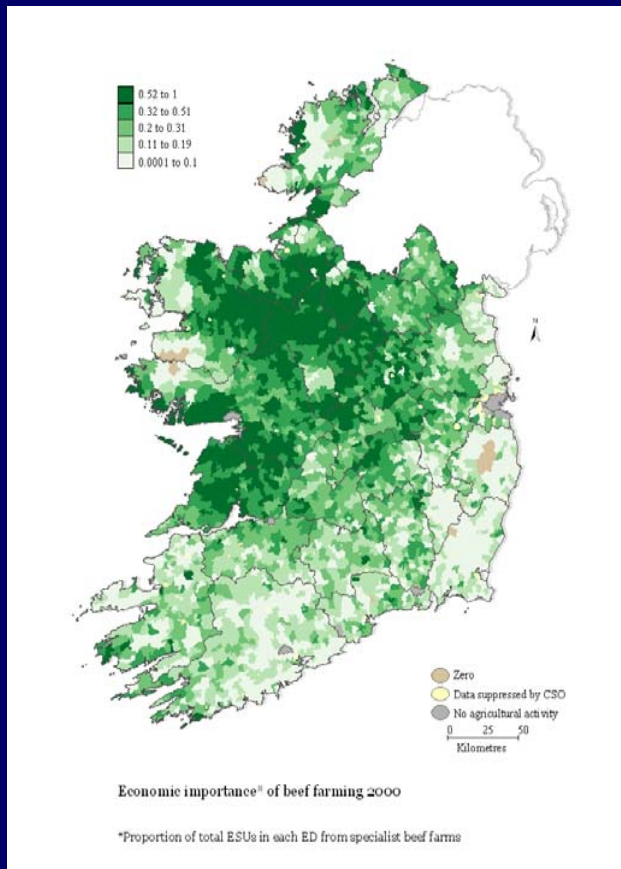 0.52 to 1
0.32 to 0.51
0.2 to 0.31
0.11 to 0.19
0.0001 to 0.1
N
Zero
Data suppressed by CSO
No agricultural activity
0 25 50
Kilometres
Economic importance* of beef farming 2000
*Proportion of total ESUs in each ED from specialist beef farms